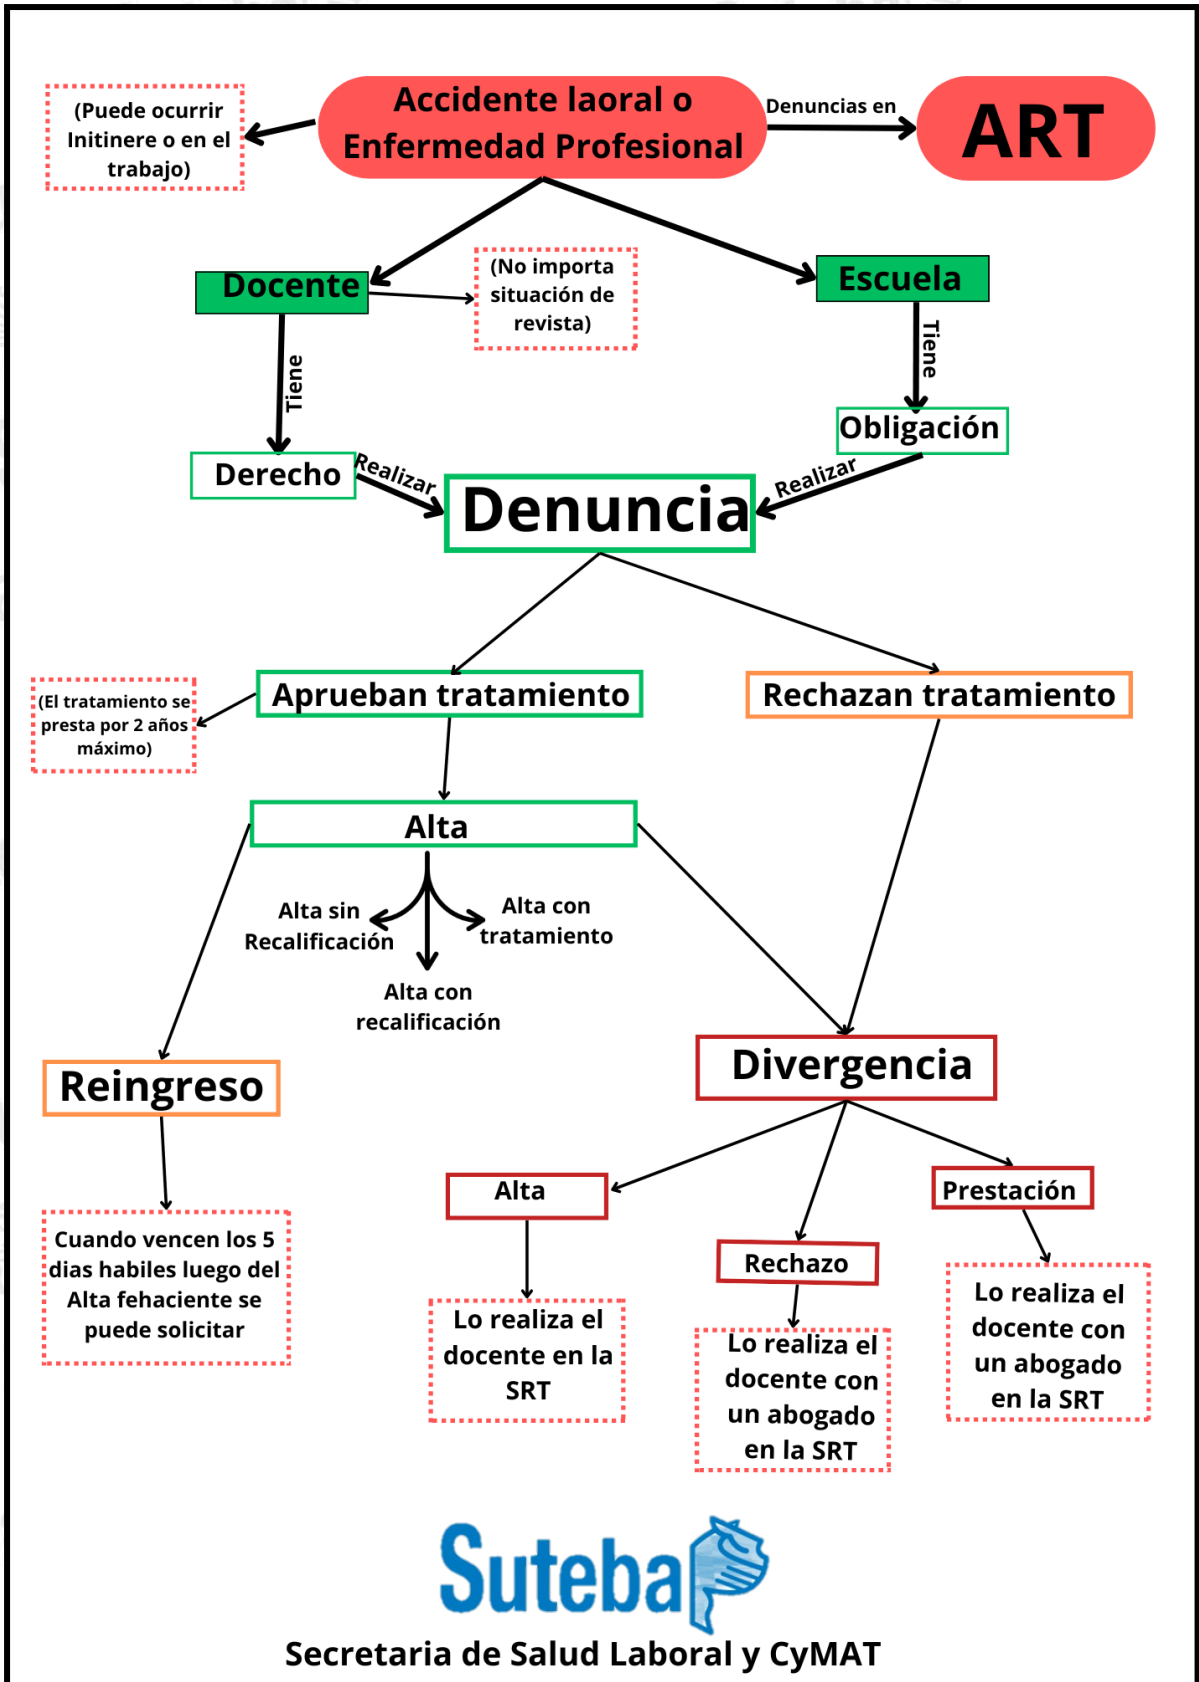 (Puede ocurrir
Initinere o en el
trabajo)
Accidente laoral o
Enfermedad Profesional
Denuncias en
ART
Docente
(No importa
situación de
revista)
Escuela
Tiene
Tiene
Derecho
Realizar
Obligación
Realizar
Denuncia
Aprueban tratamiento
Rechazan tratamiento
(El tratamiento se
presta por 2 años
máximo)
Alta
Alta sin
Recalificación
Alta con
tratamiento
Alta con
recalificación
Reingreso
Divergencia
Cuando vencen los 5
dias habiles luego del
Alta fehaciente se
puede solicitar
Alta
Rechazo
Prestación
Lo realiza el
docente en la
SRT
Lo realiza el
docente con
un abogado
en la SRT
Lo realiza el
docente con
un abogado
en la SRT
Suteba
Secretaria de Salud Laboral y CyMAT